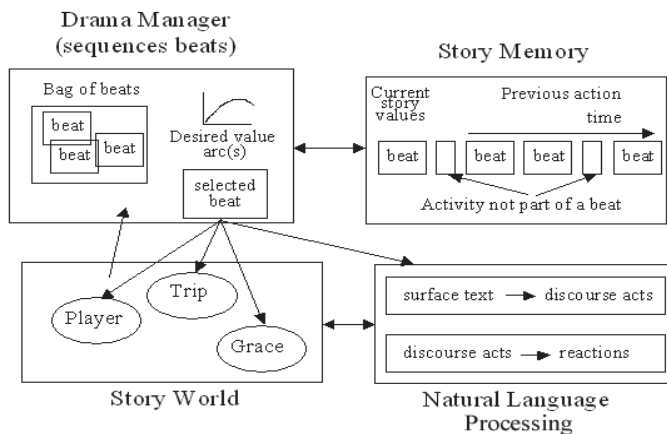 Drama Manager
(sequences beats)
Bag of beats
beat
beat
beat
Desired value
arc(s)
selected
beat
Story Memory
Current
story
values
Previous action
time
beat
beat
beat
beat
Activity not part of a beat
Player
Trip
Grace
Story World
surface text
discourse acts
discourse acts
reactions
Natural Language
Processing